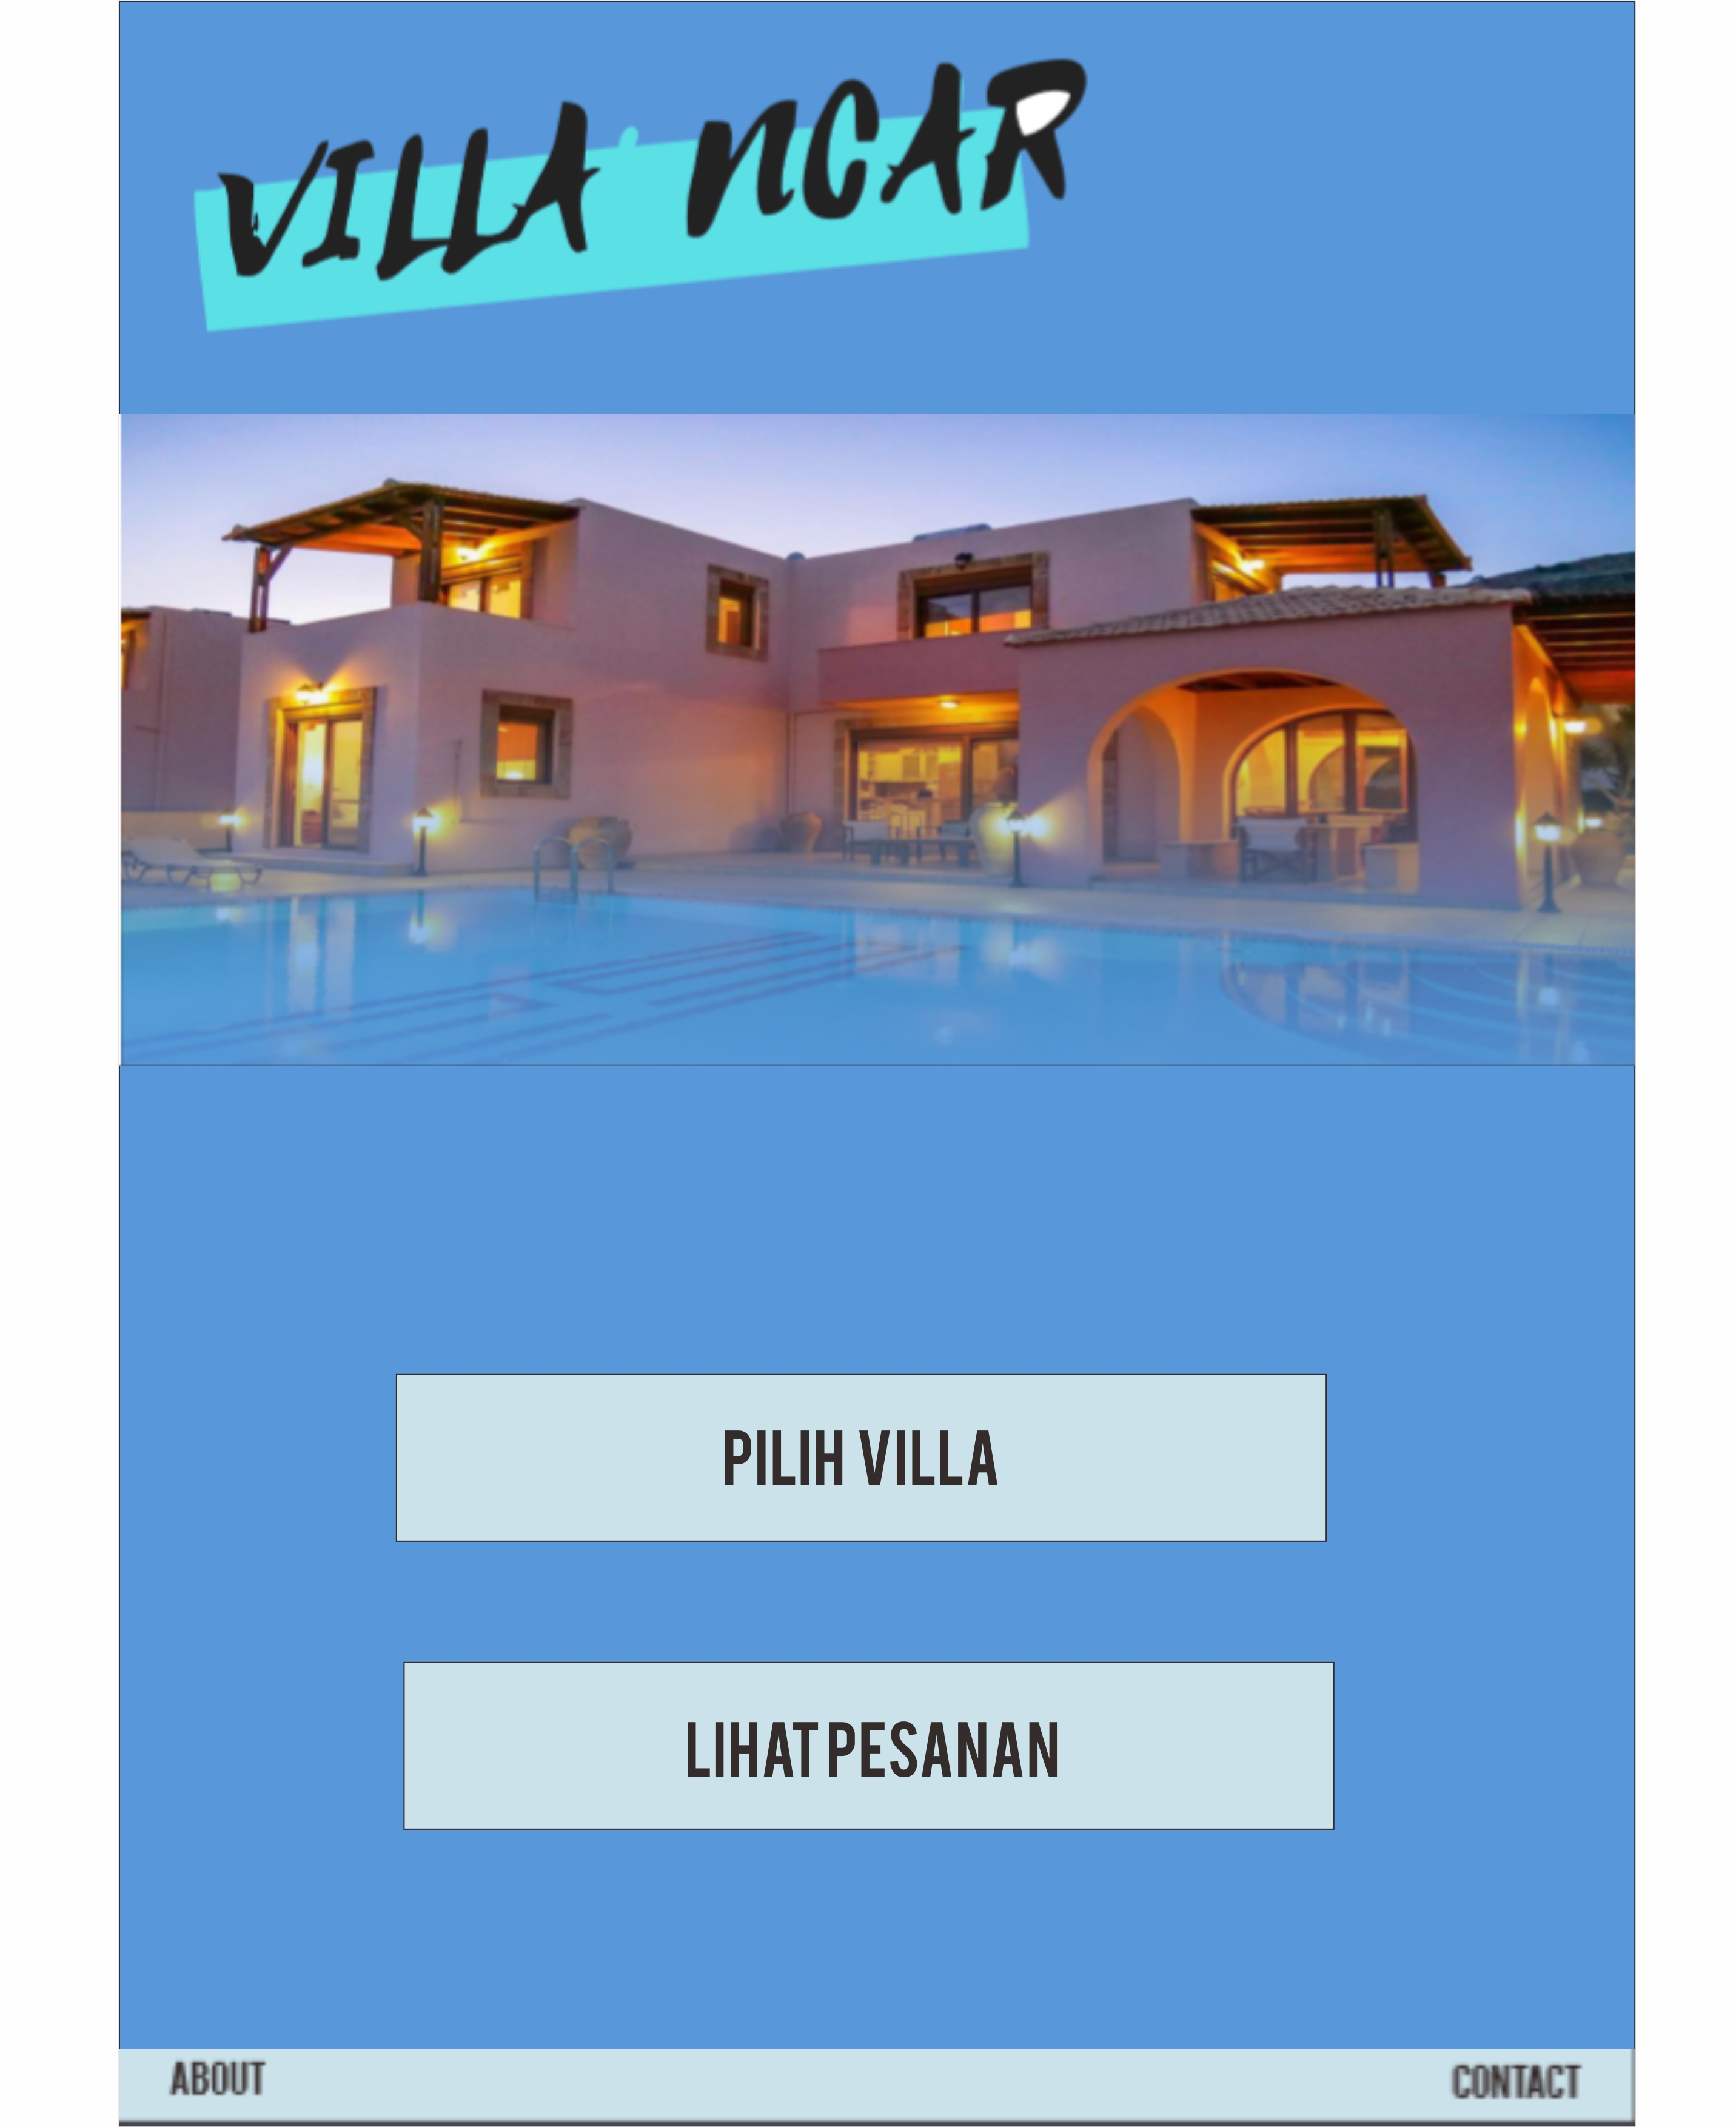 VILLA' NCAR
PILIH VILLA
LIHAT PESANAN
ABOUT
CONTACT